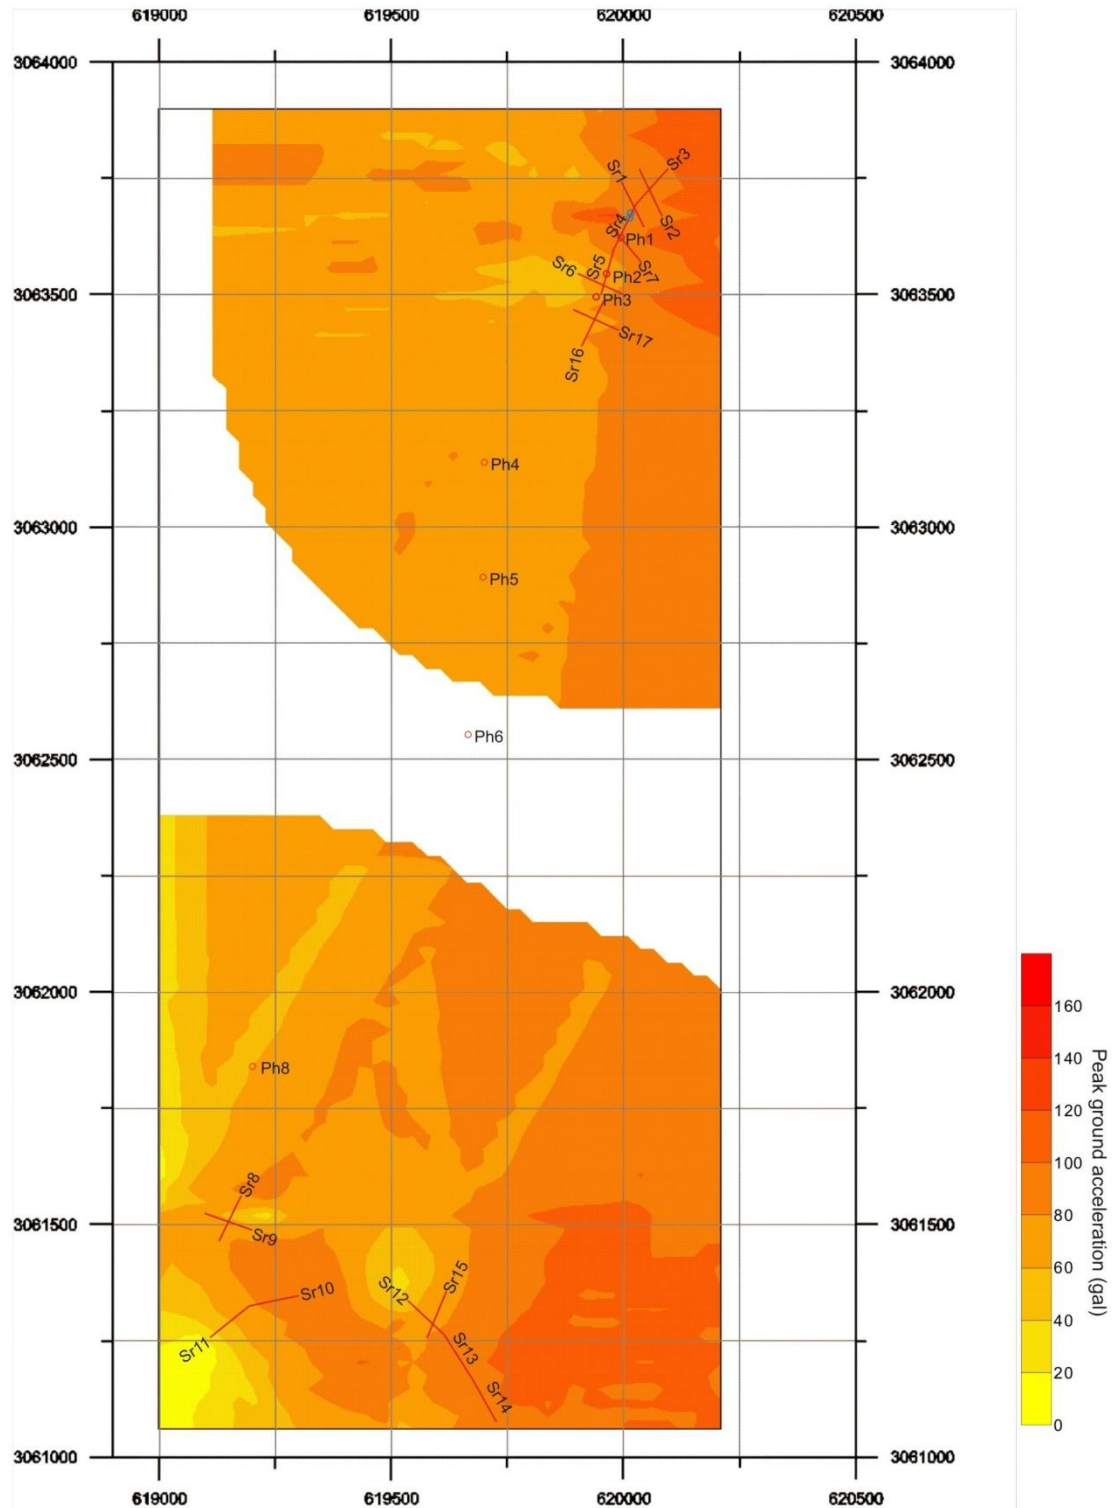 619000 619500 620000 620500
3064000 3064000
Sr3
Sr1
Sr2
Sr4
Ph1
Sr5
Sr6
Sr7
Ph2
3063500 3063500
Ph3
Sr17
Sr16
Ph4
3063000 3063000
Ph5
Ph6
3062500 3062500
3062000 3062000
160
140
120
100
80
60
40
20
0
Peak ground acceleration (gal)
Ph8
Sr8
3061500 3061500
Sr9
Sr10
Sr12
Sr15
Sr11
Sr13
Sr14
3061000 3061000
619000 619500 620000 620500